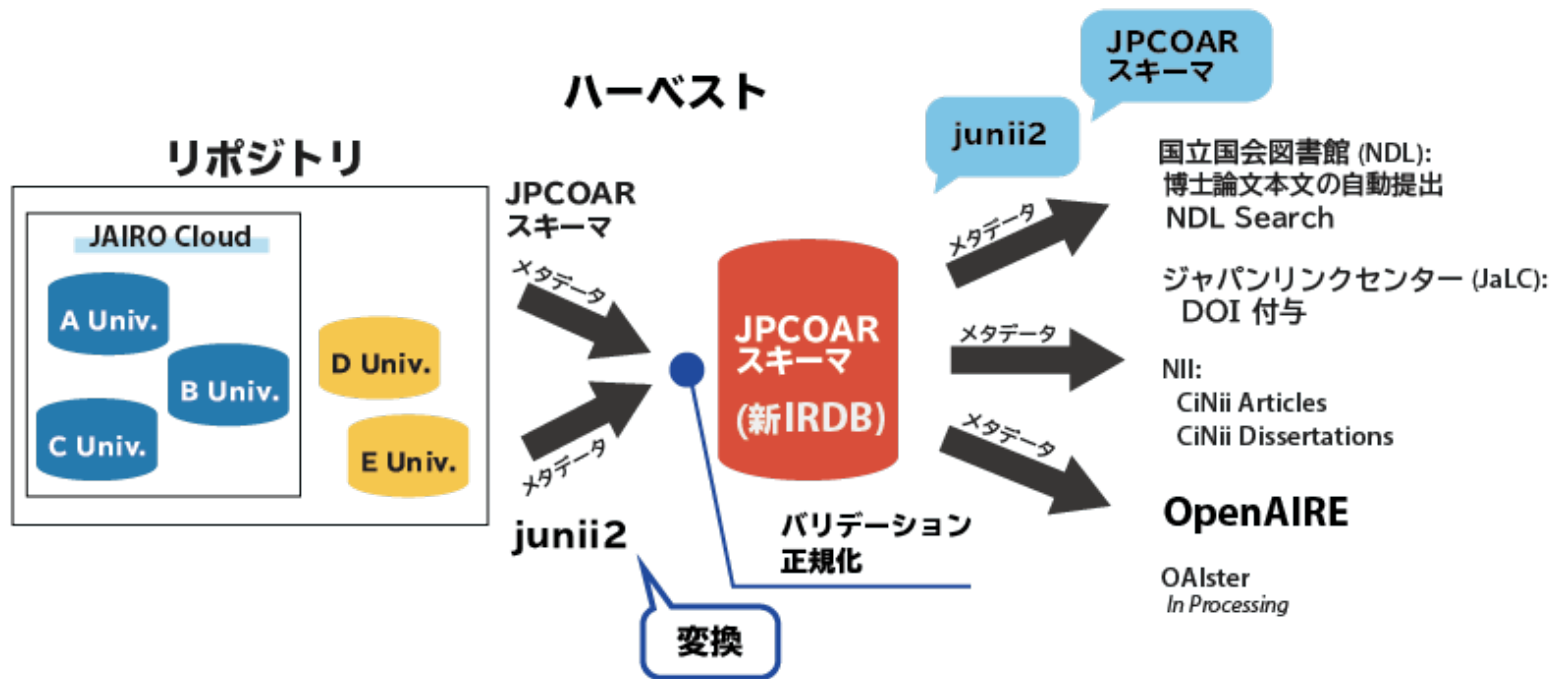 ハーベスト
リポジトリ
JAIRO Cloud
A Univ.
B Univ.
C Univ.
D Univ.
E Univ.
JPCOAR
スキーマ
メタデータ
メタデータ
junii2
変換
JPCOAR
スキーマ
(新IRDB)
バリデーション
正規化
junii2
JPCOAR
スキーマ
メタデータ
メタデータ
メタデータ
国立国会図書館 (NDL):
博士論文本文の自動提出
NDL Search
ジャパンリンクセンター (JaLC):
DOI 付与
NII:
CiNii Articles
CiNii Dissertations
OpenAIRE
OAIster
In Processing